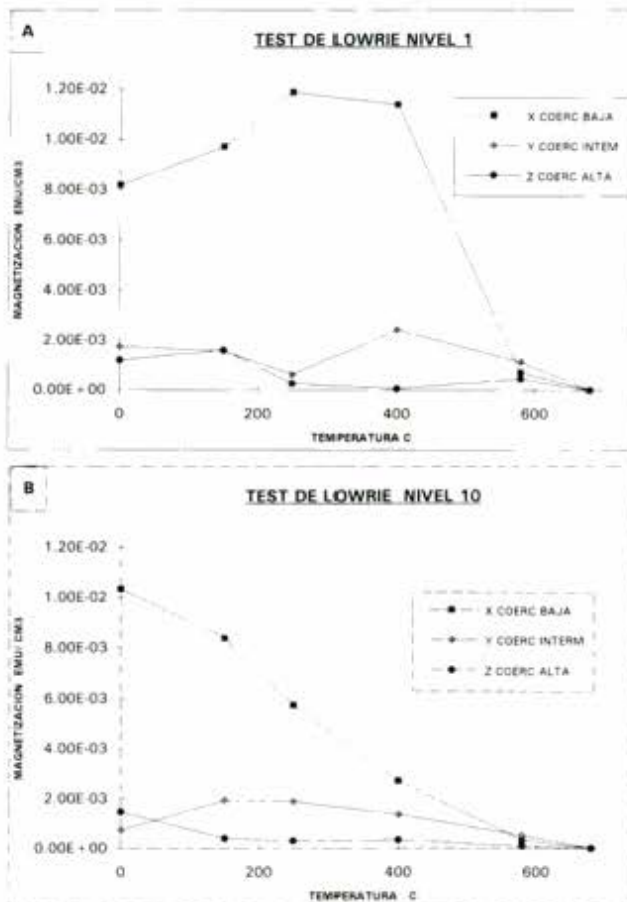 A
TEST DE LOWRIE NIVEL 1
1.20E-02
1.00E-02
8.00E-03
6.00E-03
4.00E-03
2.00E-03
0.00E+00
MAGNETIZACION EMU/CM3
X COERC BAJA
Y COERC INTEM
Z COERC ALTA
0 200 400 600
TEMPERATURA C
B
TEST DE LOWRIE NIVEL 10
1.20E-02
1.00E-02
8.00E-03
6.00E-03
4.00E-03
2.00E-03
0.00E+00
MAGNETIZACION EMU/CM3
X COERC BAJA
Y COERC INTERM
Z COERC ALTA
0 200 400 600
TEMPERATURA C